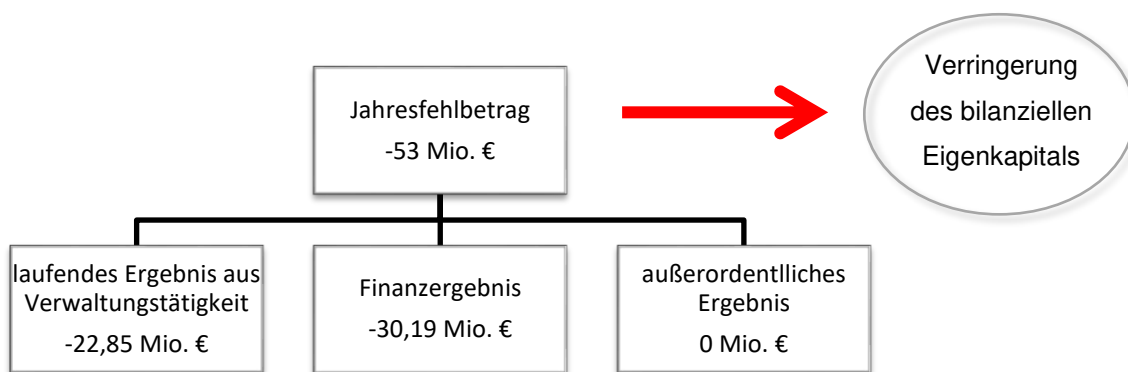 Jahresfehlbetrag
-53 Mio. €
Verringerung
des bilanziellen
Eigenkapitals
laufendes Ergebnis aus
Verwaltungstätigkeit
-22,85 Mio. €
Finanzergebnis
-30,19 Mio. €
außerordentlliches
Ergebnis
0 Mio. €